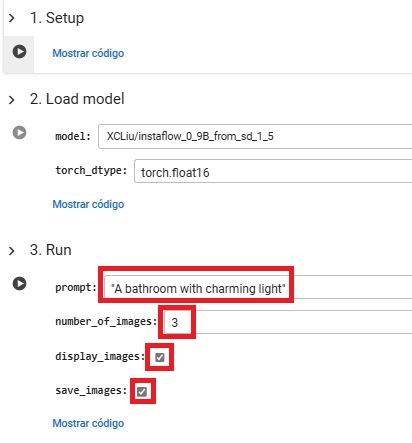 1. Setup
Mostrar código
2. Load model
model: XCLiu/instaflow_0_9B_from_sd_1_5
torch_dtype: torch.float16
Mostrar código
3. Run
prompt: "A bathroom with charming light"
number_of_images: 3
display_images:
save_images:
Mostrar código